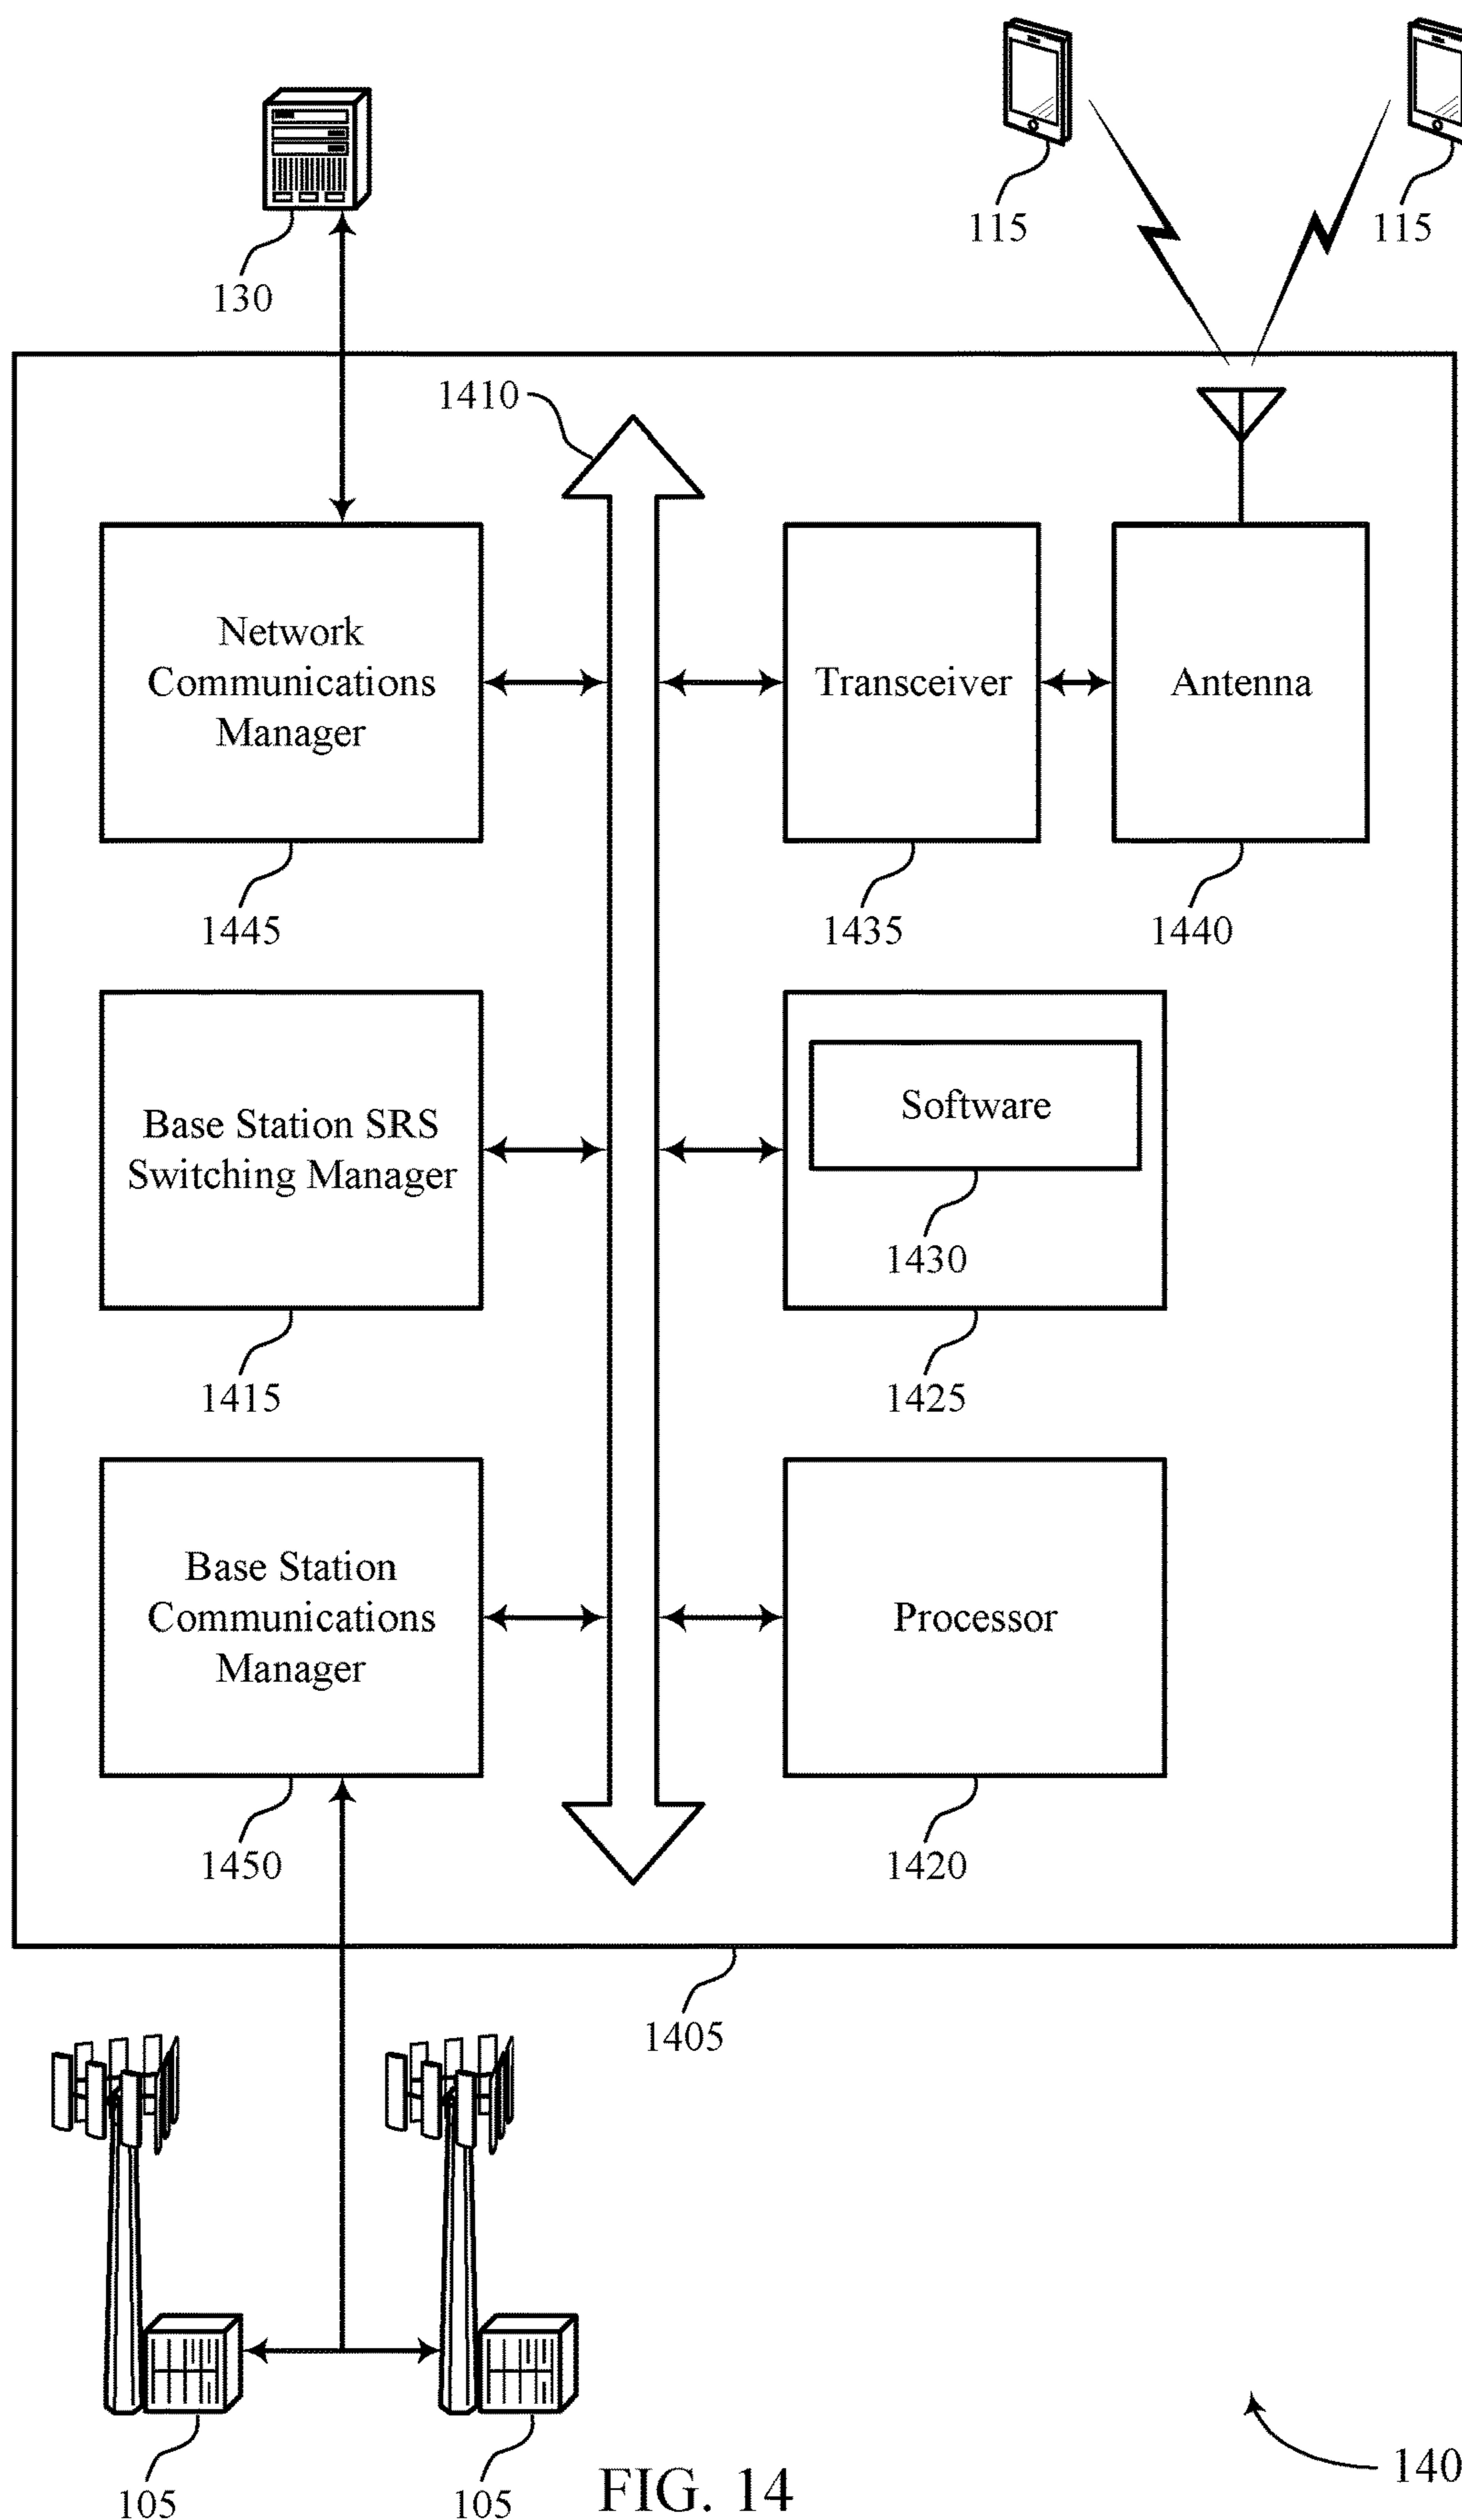 130
115
115
1410
Network
Communications
Manager
Transceiver
Antenna
1445
1435
1440
Base Station SRS
Switching Manager
Software
1430
1415
1425
Base Station
Communications
Manager
Processor
1450
1420
1405
105
105
FIG. 14
140